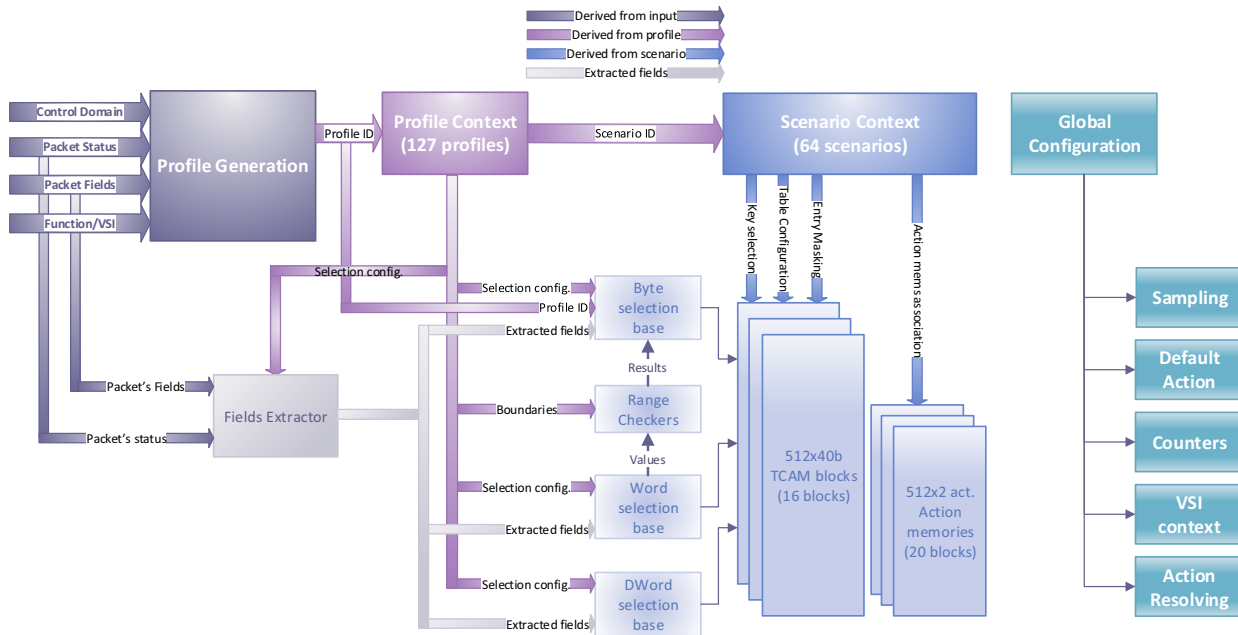 Derived from input
Derived from profile
Derived from scenario
Extracted fields
Control Domain
Packet Status
Packet Fields
Function/VSI
Profile Generation
Profile ID
Profile Context
(127 profiles)
Scenario ID
Scenario Context
(64 scenarios)
Global
Configuration
Key selection
Table Configuration
Entry Masking
Action mems association
Selection config.
Selection config.
Profile ID
Extracted fields
Byte
selection
base
Results
Packet's Fields
Packet's status
Fields Extractor
Boundaries
Range
Checkers
Values
Selection config.
Extracted fields
Word
selection
base
Selection config.
Extracted fields
DWord
selection
base
512x40b
TCAM blocks
(16 blocks)
512x2 act.
Action
memories
(20 blocks)
Sampling
Default
Action
Counters
VSI
context
Action
Resolving